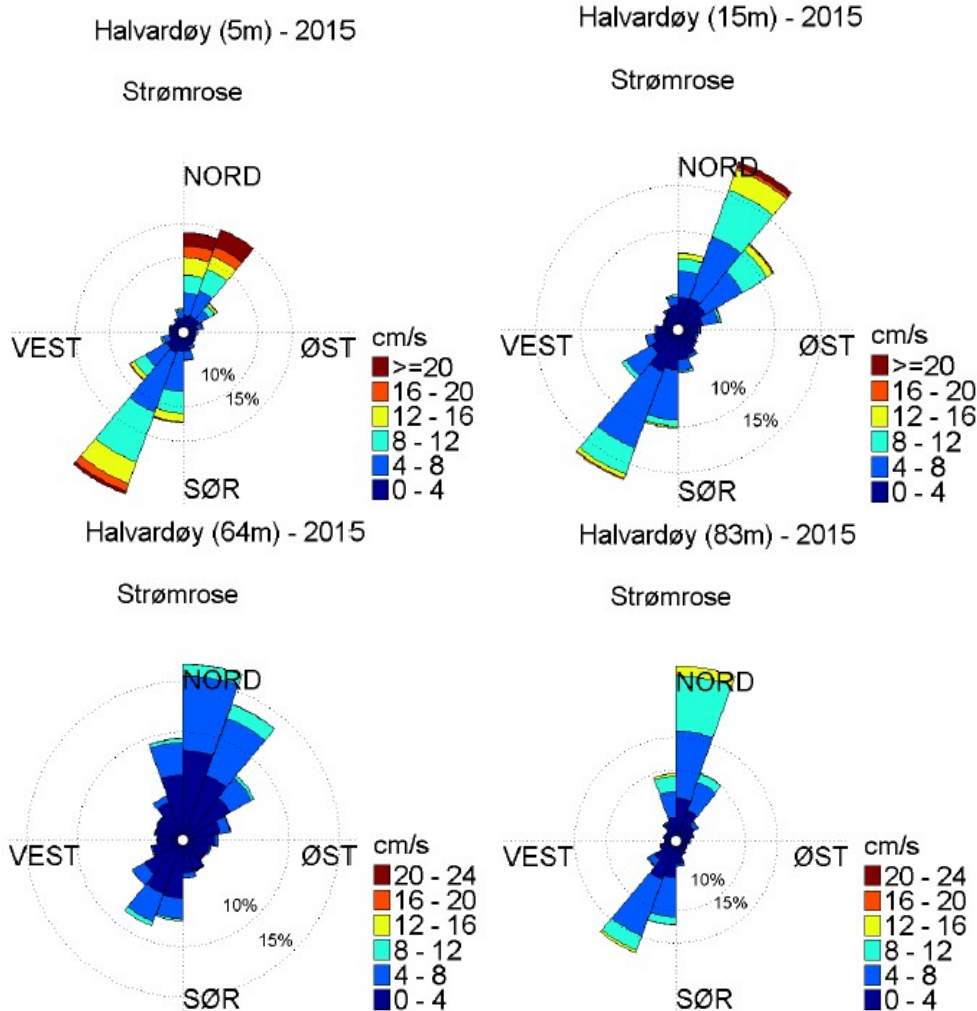 Halvardøy (5m) - 2015
Strømrose
NORD
VEST
ØST
10%
15%
SØR
cm/s
>=20
16 - 20
12 - 16
8 - 12
4 - 8
0 - 4
Halvardøy (15m) - 2015
Strømrose
NORD
VEST
ØST
10%
15%
SØR
cm/s
>=20
16 - 20
12 - 16
8 - 12
4 - 8
0 - 4
Halvardøy (64m) - 2015
Strømrose
NORD
VEST
ØST
10%
15%
SØR
cm/s
20 - 24
16 - 20
12 - 16
8 - 12
4 - 8
0 - 4
Halvardøy (83m) - 2015
Strømrose
NORD
VEST
ØST
10%
15%
SØR
cm/s
20 - 24
16 - 20
12 - 16
8 - 12
4 - 8
0 - 4